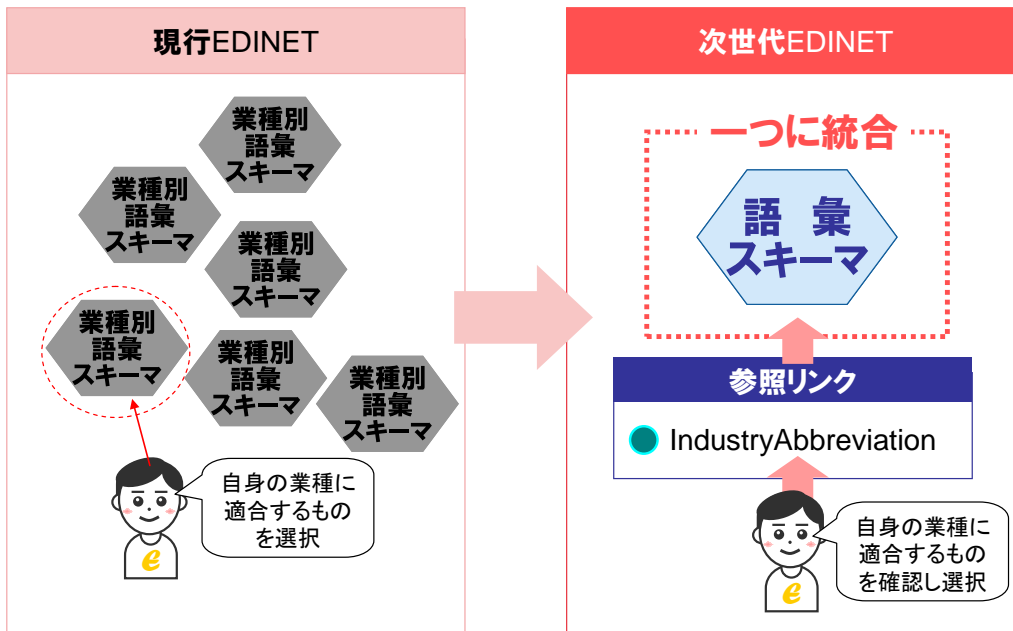 現行EDINET
業種別
語彙
スキーマ
業種別
語彙
スキーマ
業種別
語彙
スキーマ
業種別
語彙
スキーマ
業種別
語彙
スキーマ
業種別
語彙
スキーマ
自身の業種に
適合するもの
を選択
e
次世代EDINET
一つに統合
語 彙
スキーマ
参照リンク
IndustryAbbreviation
自身の業種に
適合するもの
を確認し選択
e